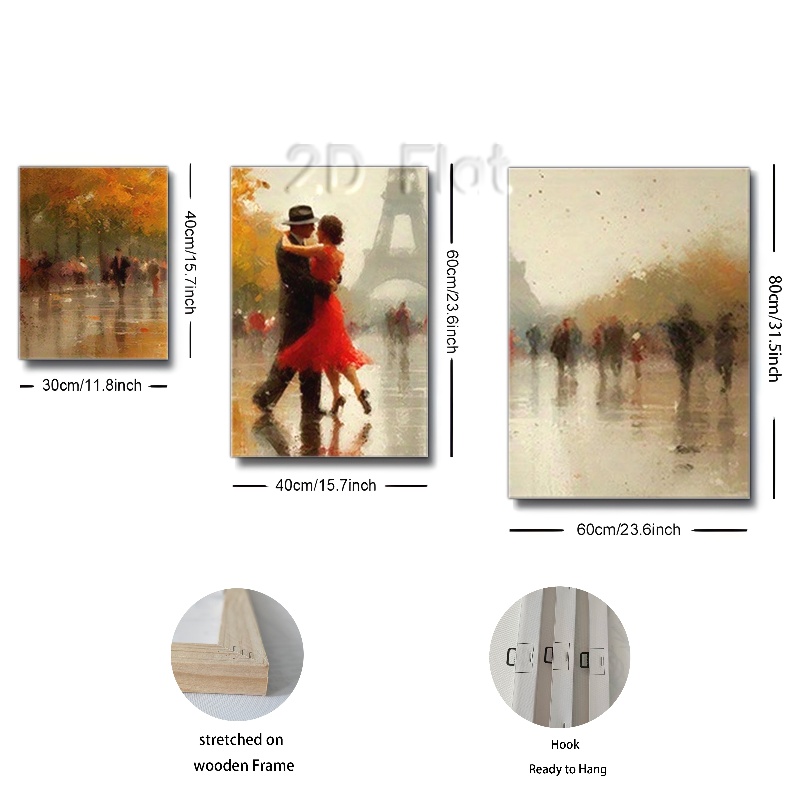 2D Flat
40cm/15.7inch
30cm/11.8inch
60cm/23.6inch
40cm/15.7inch
80cm/31.5inch
60cm/23.6inch
stretched on
wooden Frame
Hook
Ready to Hang